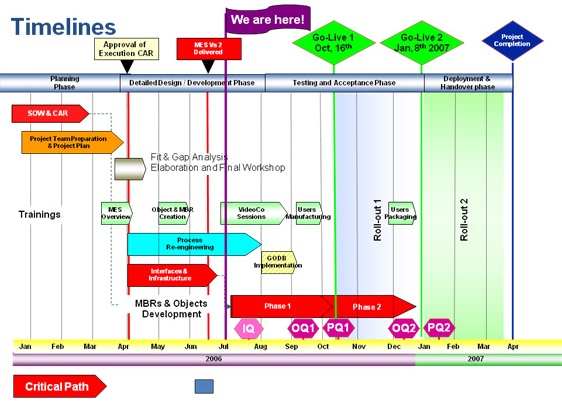 Timelines
We are here!
Approval of
Execution CAR
MES Vs 2
Delivered
Go-Live 1
Oct, 16th
Go-Live 2
Jan, 8th 2007
Project
Completion
Planning
Phase
Detailed Design / Development Phase
Testing and Acceptance Phase
Deployment &
Handover phase
SOW & CAR
Project Team Preparation
& Project Plan
Fit & Gap Analysis
Elaboration and Final Workshop
Trainings
MES
Overview
Object & MBR
Creation
VideoCo
Sessions
Users
Manufacturing
Users
Packaging
Roll-out 1
Roll-out 2
Process
Re-engineering
GODB
Implementation
Interfaces &
Infrastructure
MBRs & Objects
Development
Phase 1
Phase 2
IQ
OQ1
PQ1
OQ2
PQ2
Jan Feb Mar Apr May Jun Jul Aug Sep Oct Nov Dec Jan Feb Mar Apr
2006
2007
Critical Path